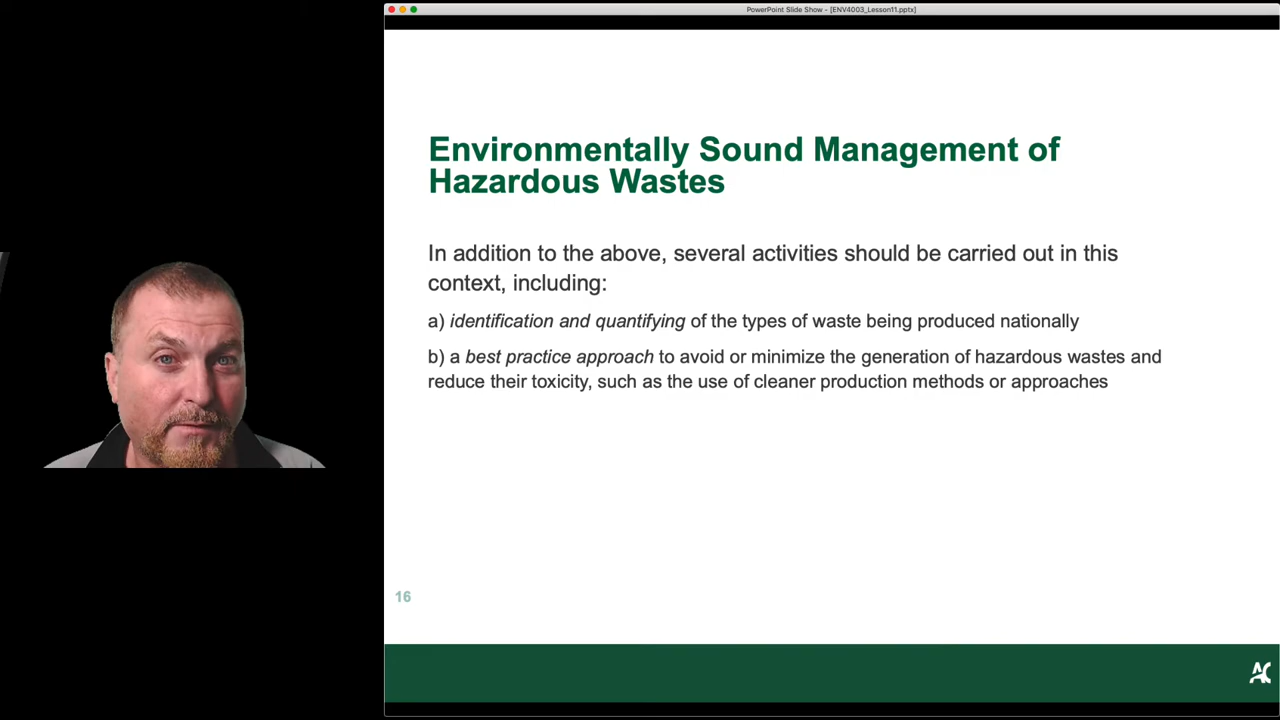 PowerPoint Slide Show - [ENV4003_Lesson11.pptx]
Environmentally Sound Management of
Hazardous Wastes
In addition to the above, several activities should be carried out in this
context, including:
a) identification and quantifying of the types of waste being produced nationally
b) a best practice approach to avoid or minimize the generation of hazardous wastes and
reduce their toxicity, such as the use of cleaner production methods or approaches
16
AC